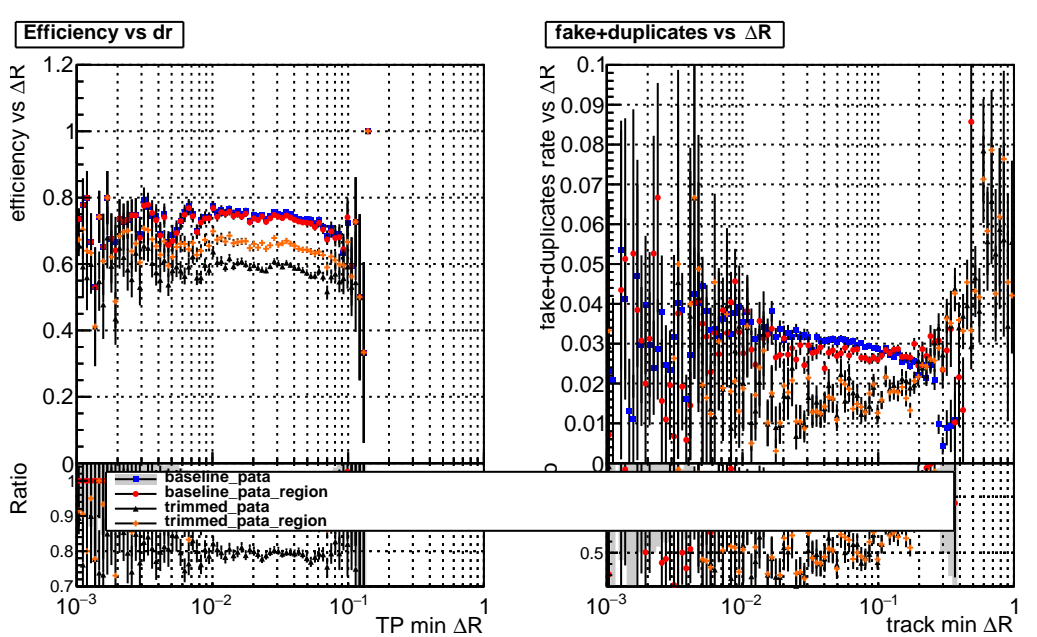 Efficiency vs dr
efficiency vs ΔR
1.2
1
0.8
0.6
0.4
0.2
0
Ratio
1
0.9
0.8
0.7
10⁻³
10⁻²
10⁻¹
1
TP min ΔR
fake+duplicates vs ΔR
fake+duplicates rate vs ΔR
0.1
0.09
0.08
0.07
0.06
0.05
0.04
0.03
0.02
0.01
0
0.5
10⁻³
10⁻²
10⁻¹
1
track min ΔR
baseline_pata
baseline_pata_region
trimmed_pata
trimmed_pata_region